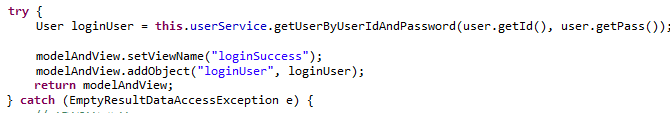 try {
User loginUser = this.userService.getUserByUserIdAndPassword(user.getId(), user.getPass());
modelAndView.setViewName("loginSuccess");
modelAndView.addObject("loginUser", loginUser);
return modelAndView;
} catch (EmptyResultDataAccessException e) {